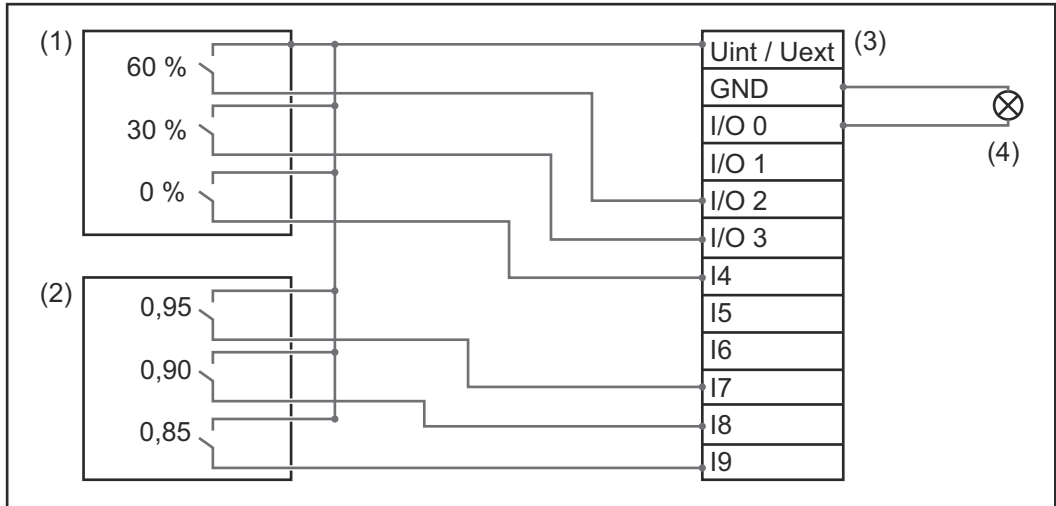 (1)
60 %
30 %
0 %
(2)
0,95
0,90
0,85
(3)
Uint / Uext
GND
I/O 0
I/O 1
I/O 2
I/O 3
I4
I5
I6
I7
I8
I9
(4)